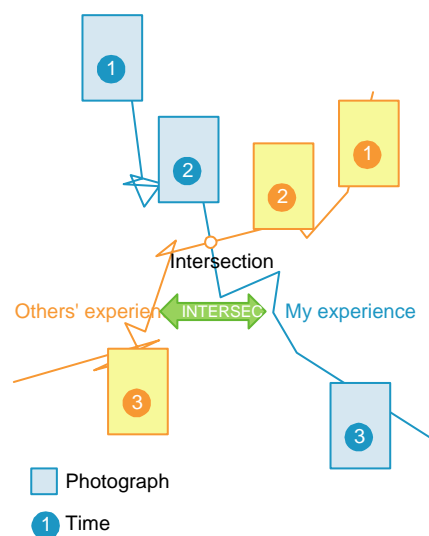 1
1
2
2
Intersection
Others' experien
INTERSEC
My experience
3
3
Photograph
1 Time